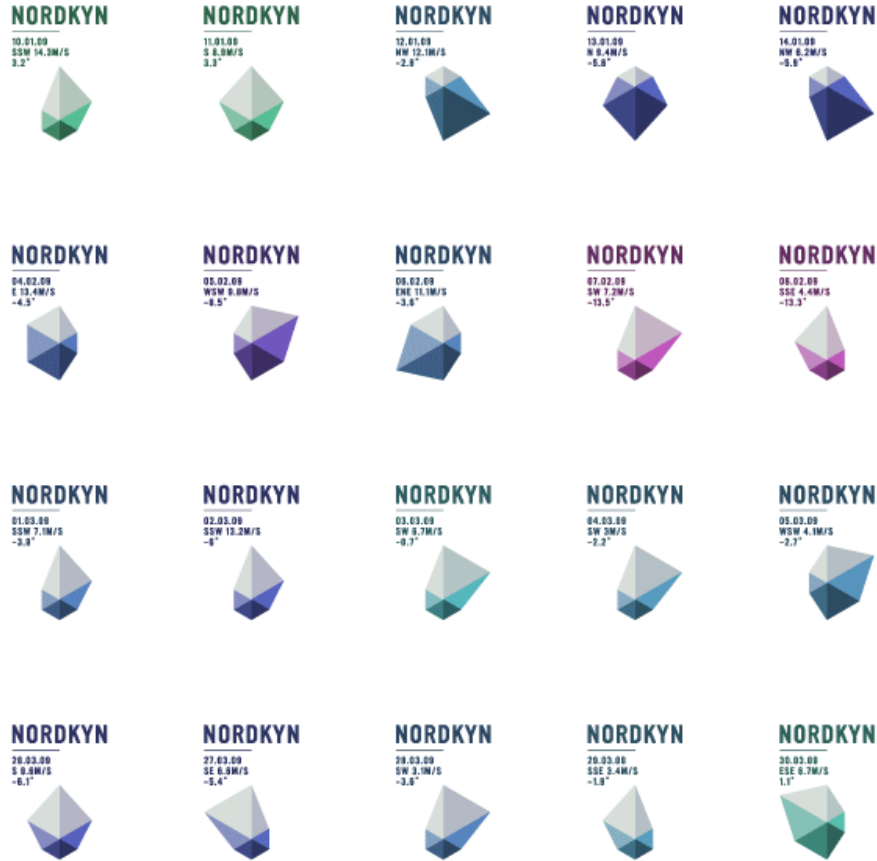 NORDKYN
10.01.09
SSW 14.3M/S
3.2°
NORDKYN
11.01.09
S 8.9M/S
3.3°
NORDKYN
12.01.09
NW 12.1M/S
-2.8°
NORDKYN
13.01.09
N 9.4M/S
-5.8°
NORDKYN
14.01.09
NW 6.2M/S
-5.9°
NORDKYN
04.02.09
E 13.4M/S
-4.5°
NORDKYN
05.02.09
WSW 9.8M/S
-8.5°
NORDKYN
06.02.09
ENE 11.1M/S
-3.6°
NORDKYN
07.02.09
SW 7.2M/S
-13.5°
NORDKYN
08.02.09
SSE 4.4M/S
-13.3°
NORDKYN
01.03.09
SSW 7.1M/S
-3.8°
NORDKYN
02.03.09
SSW 13.2M/S
-6°
NORDKYN
03.03.09
SW 6.7M/S
-0.7°
NORDKYN
04.03.09
SW 3M/S
-2.2°
NORDKYN
05.03.09
WSW 4.1M/S
-2.7°
NORDKYN
26.03.09
S 9.6M/S
-6.1°
NORDKYN
27.03.09
SE 6.6M/S
-5.4°
NORDKYN
28.03.09
SW 3.1M/S
-3.6°
NORDKYN
29.03.09
SSE 3.4M/S
-1.9°
NORDKYN
30.03.09
ESE 6.7M/S
1.1°